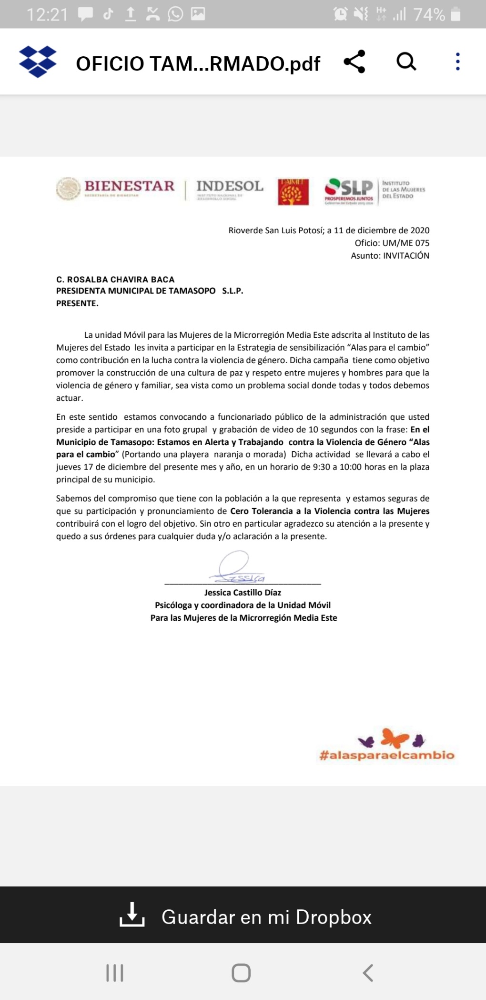 12:21 74%
OFICIO TAM...RMADO.pdf
BIENESTAR
SECRETARÍA DE BIENESTAR
INDESOL
INSTITUTO NACIONAL DE
DESARROLLO SOCIAL
PAIMEF
SLP
PROSPEREMOS JUNTOS
Gobierno del Estado 2015-2021
INSTITUTO
DE LAS MUJERES
DEL ESTADO
Rioverde San Luis Potosí; a 11 de diciembre de 2020
Oficio: UM/ME 075
Asunto: INVITACIÓN
C. ROSALBA CHAVIRA BACA
PRESIDENTA MUNICIPAL DE TAMASOPO S.L.P.
PRESENTE.
La unidad Móvil para las Mujeres de la Microrregión Media Este adscrita al Instituto de las
Mujeres del Estado les invita a participar en la Estrategia de sensibilización “Alas para el cambio”
como contribución en la lucha contra la violencia de género. Dicha campaña tiene como objetivo
promover la construcción de una cultura de paz y respeto entre mujeres y hombres para que la
violencia de género y familiar, sea vista como un problema social donde todas y todos debemos
actuar.
En este sentido estamos convocando a funcionariado público de la administración que usted
preside a participar en una foto grupal y grabación de video de 10 segundos con la frase: En el
Municipio de Tamasopo: Estamos en Alerta y Trabajando contra la Violencia de Género “Alas
para el cambio” (Portando una playera naranja o morada) Dicha actividad se llevará a cabo el
jueves 17 de diciembre del presente mes y año, en un horario de 9:30 a 10:00 horas en la plaza
principal de su municipio.
Sabemos del compromiso que tiene con la población a la que representa y estamos seguras de
que su participación y pronunciamiento de Cero Tolerancia a la Violencia contra las Mujeres
contribuirá con el logro del objetivo. Sin otro en particular agradezco su atención a la presente y
quedo a sus órdenes para cualquier duda y/o aclaración a la presente.
Jessica
Jessica Castillo Díaz
Psicóloga y coordinadora de la Unidad Móvil
Para las Mujeres de la Microrregión Media Este
#alasparaelcambio
Guardar en mi Dropbox